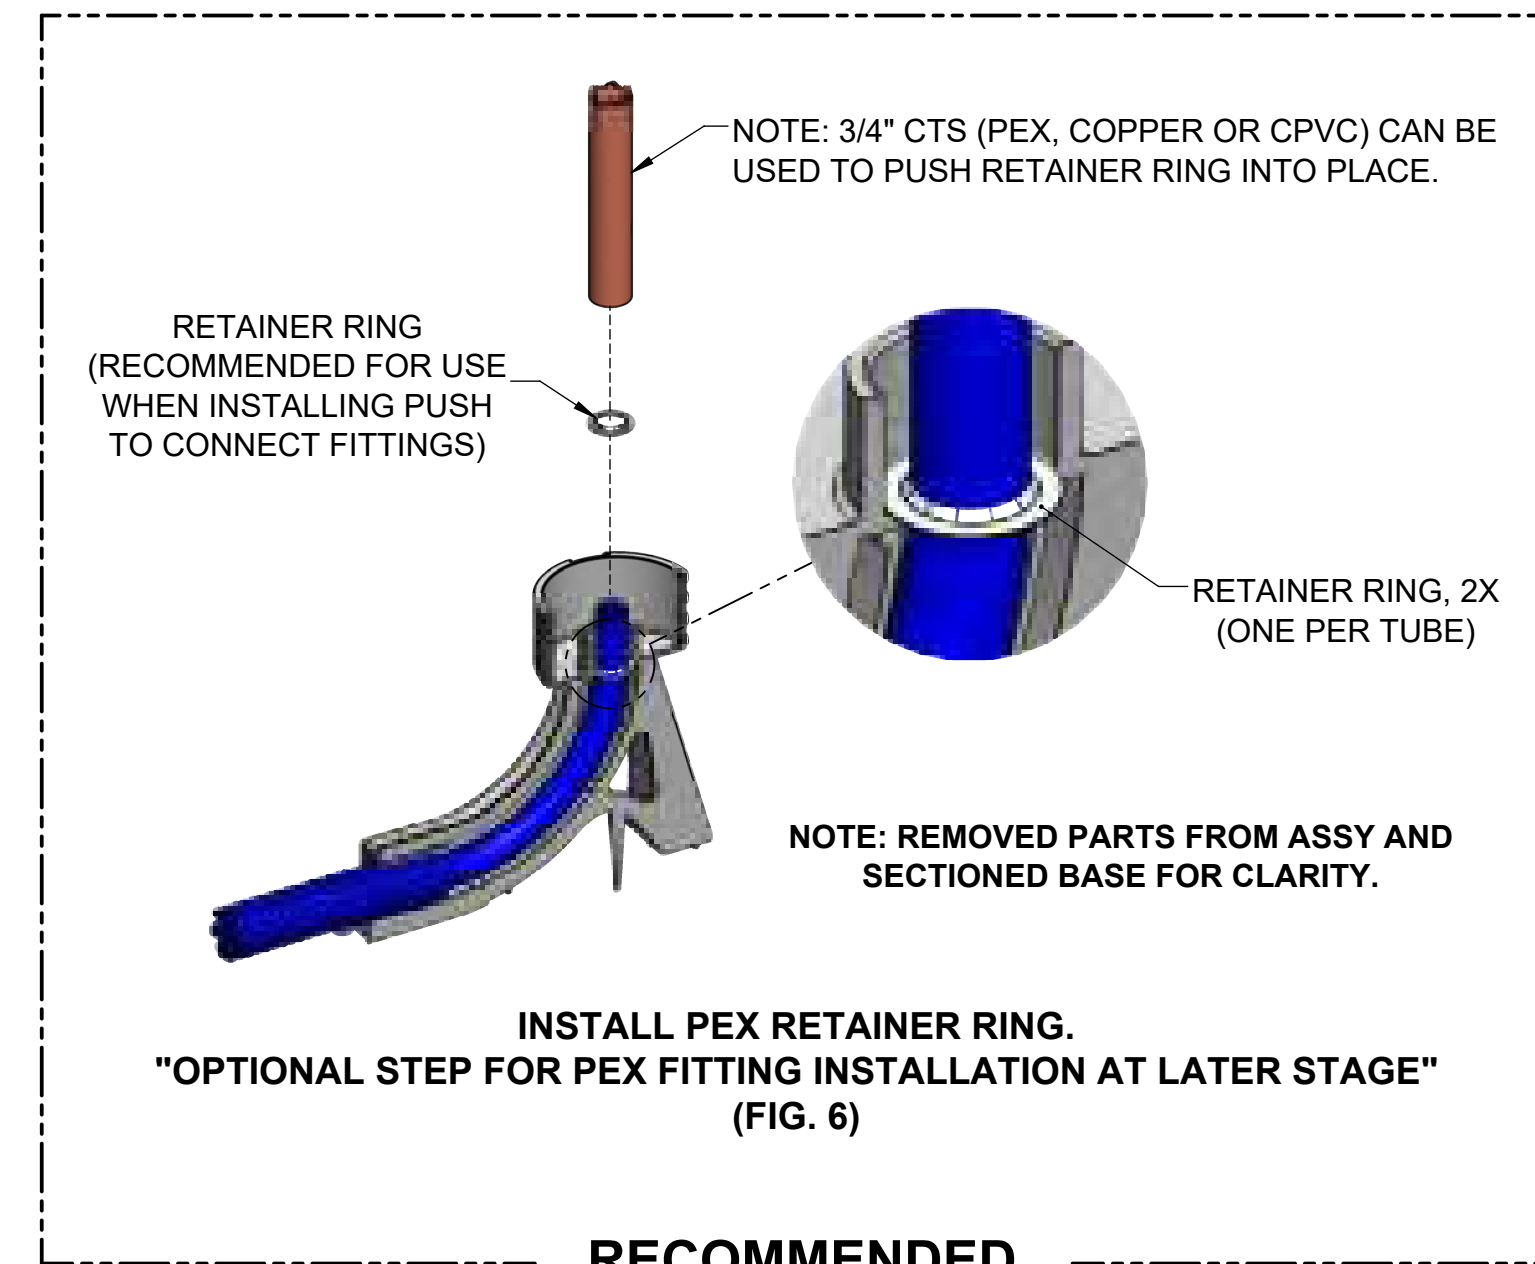 NOTE: 3/4" CTS (PEX, COPPER OR CPVC) CAN BE
USED TO PUSH RETAINER RING INTO PLACE.
RETAINER RING
(RECOMMENDED FOR USE
WHEN INSTALLING PUSH
TO CONNECT FITTINGS)
RETAINER RING, 2X
(ONE PER TUBE)
NOTE: REMOVED PARTS FROM ASSY AND
SECTIONED BASE FOR CLARITY.
INSTALL PEX RETAINER RING.
"OPTIONAL STEP FOR PEX FITTING INSTALLATION AT LATER STAGE"
(FIG. 6)
RECOMMENDED